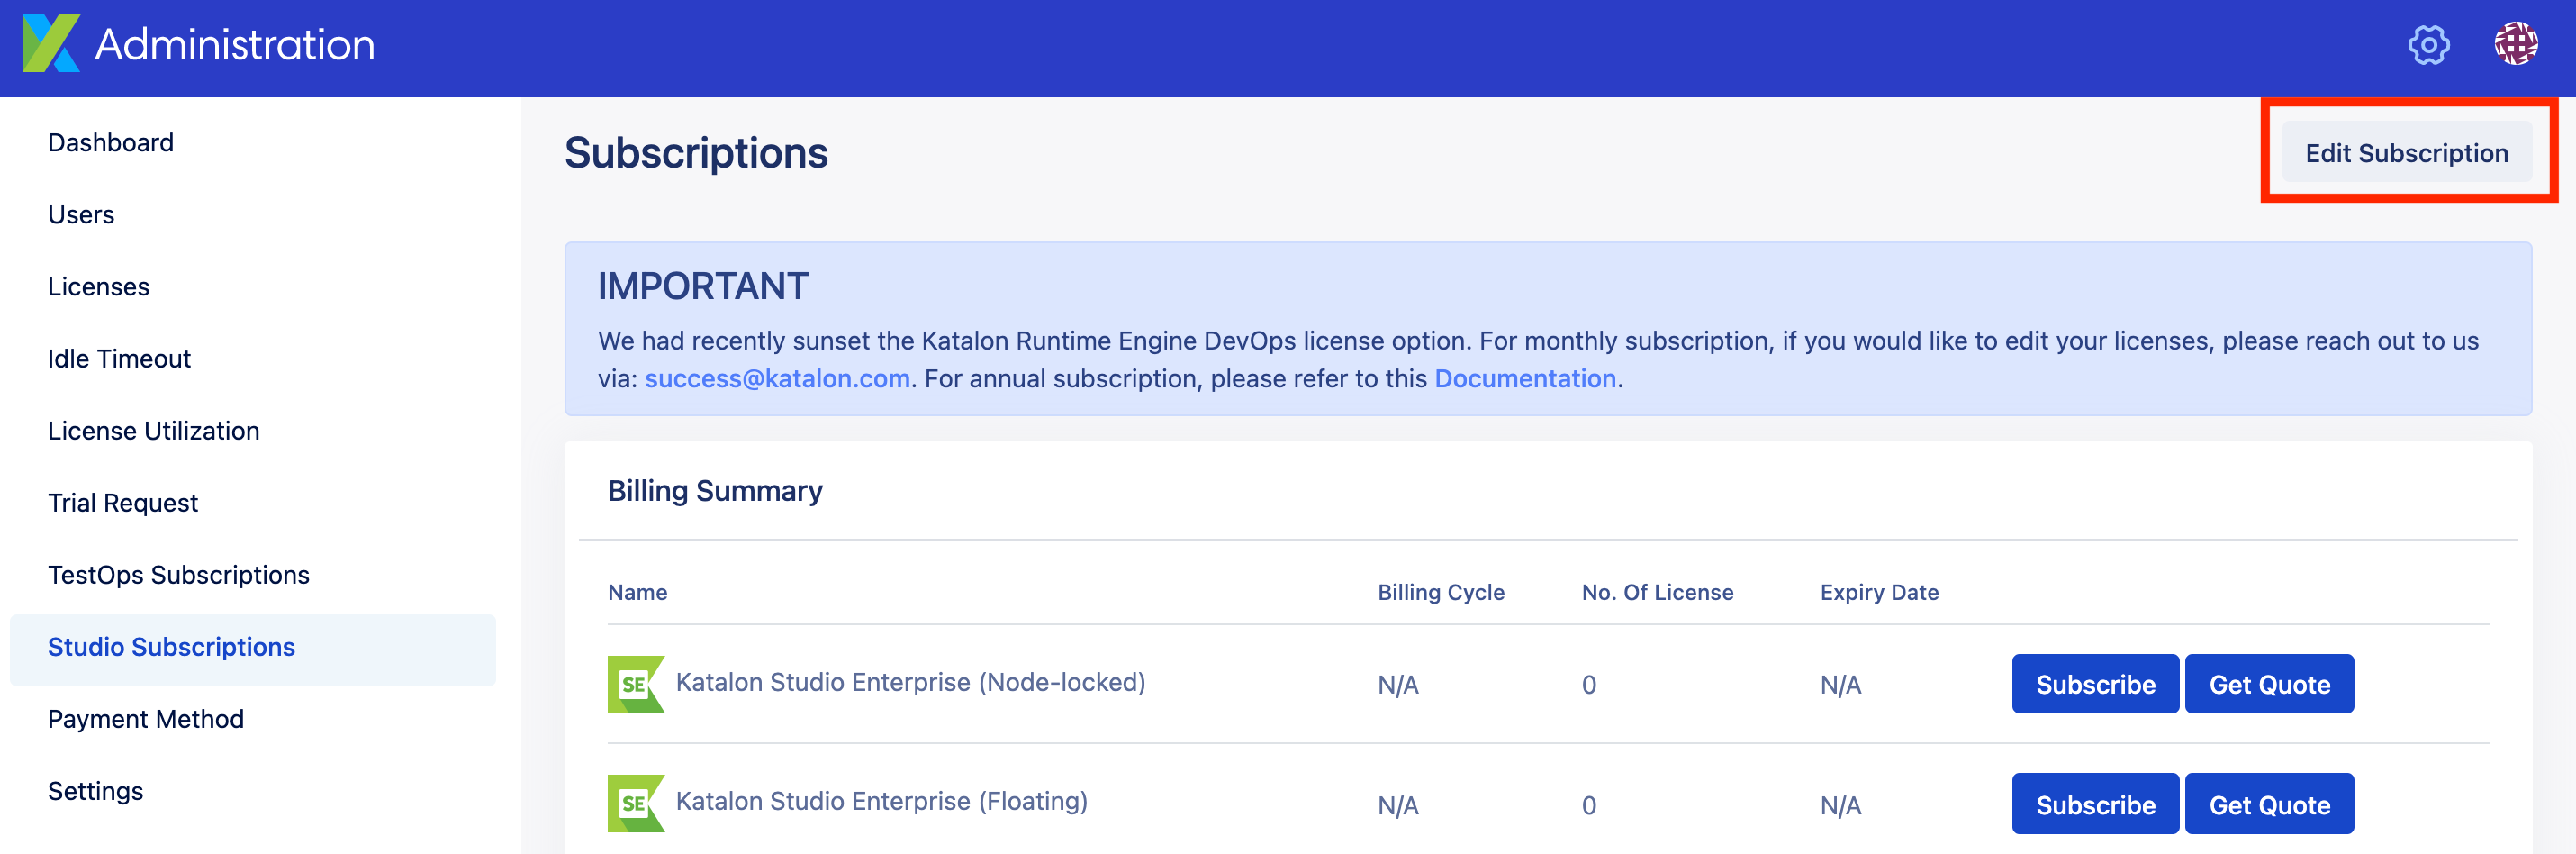 Administration
Dashboard
Users
Licenses
Idle Timeout
License Utilization
Trial Request
TestOps Subscriptions
Studio Subscriptions
Payment Method
Settings
Subscriptions
Edit Subscription
IMPORTANT
We had recently sunset the Katalon Runtime Engine DevOps license option. For monthly subscription, if you would like to edit your licenses, please reach out to us
via: success@katalon.com. For annual subscription, please refer to this Documentation.
Billing Summary
Name Billing Cycle No. Of License Expiry Date
SE Katalon Studio Enterprise (Node-locked) N/A 0 N/A Subscribe Get Quote
SE Katalon Studio Enterprise (Floating) N/A 0 N/A Subscribe Get Quote